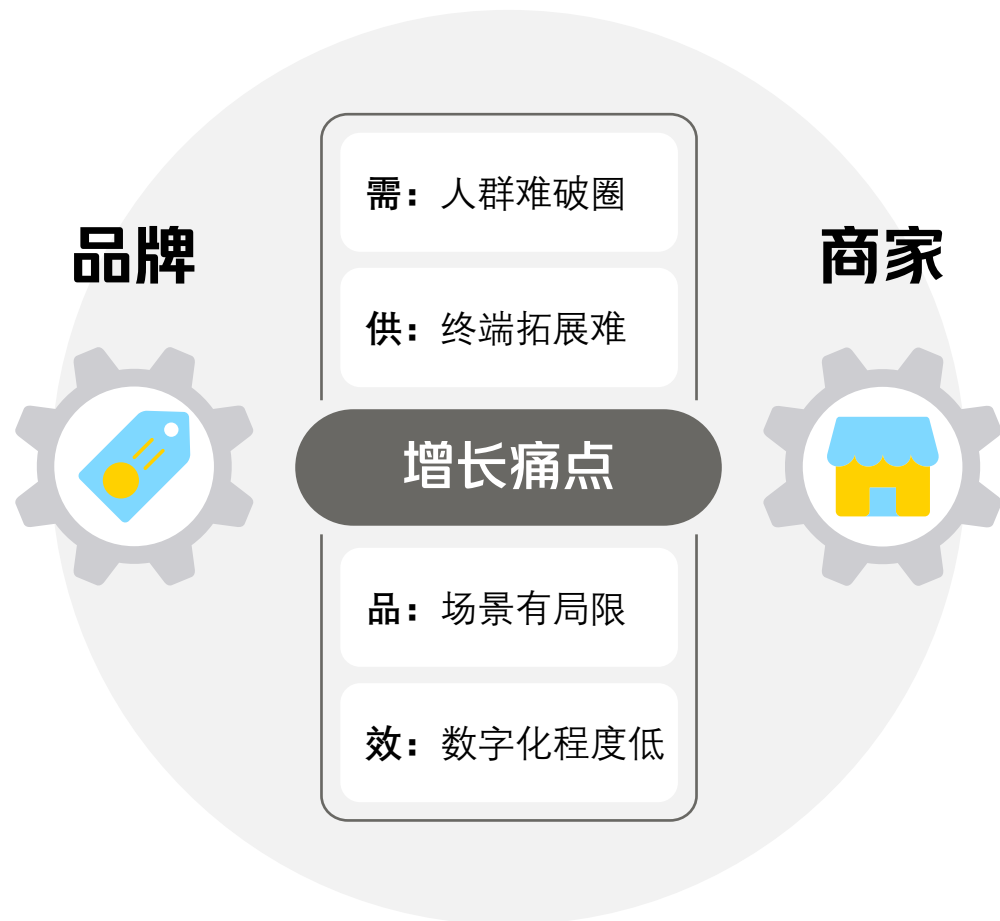 品牌
需：人群难破圈
供：终端拓展难
增长痛点
品：场景有局限
效：数字化程度低
商家